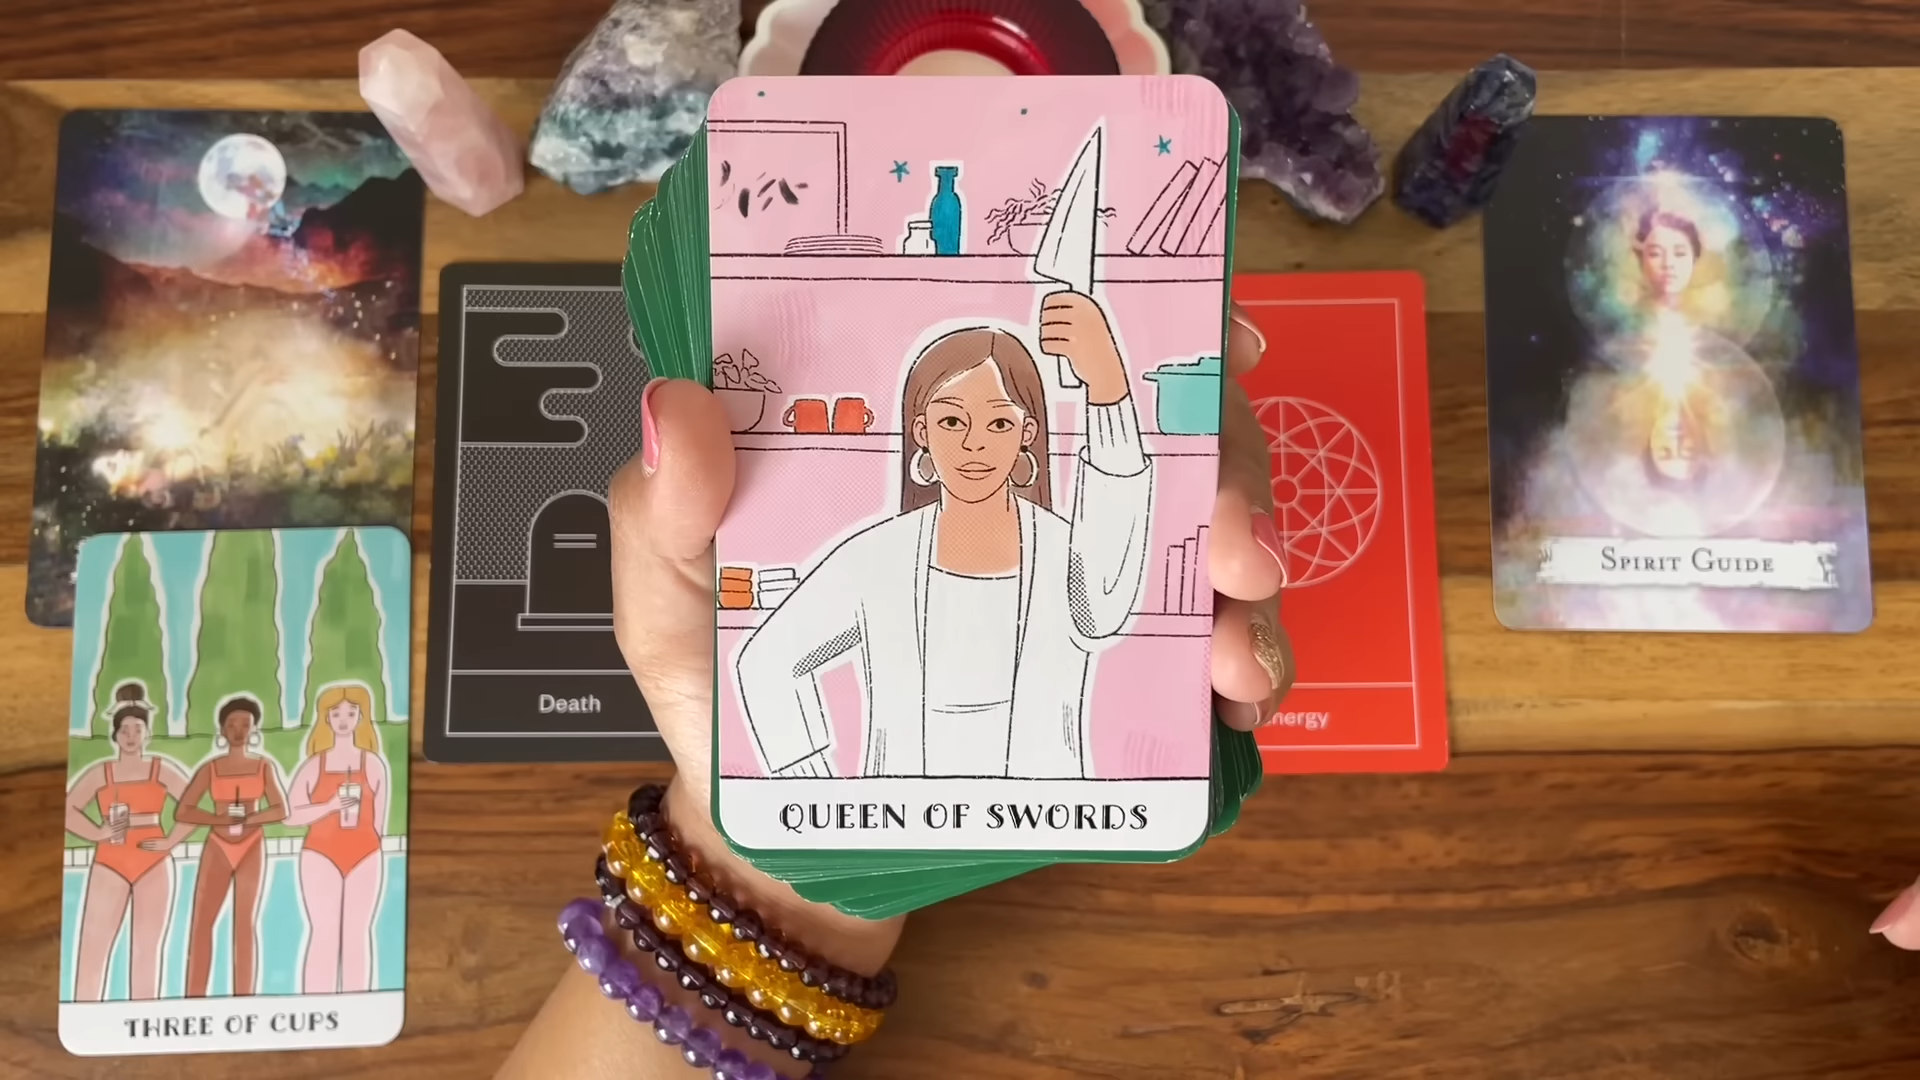 QUEEN OF SWORDS
THREE OF CUPS
Death
Spirit Guide